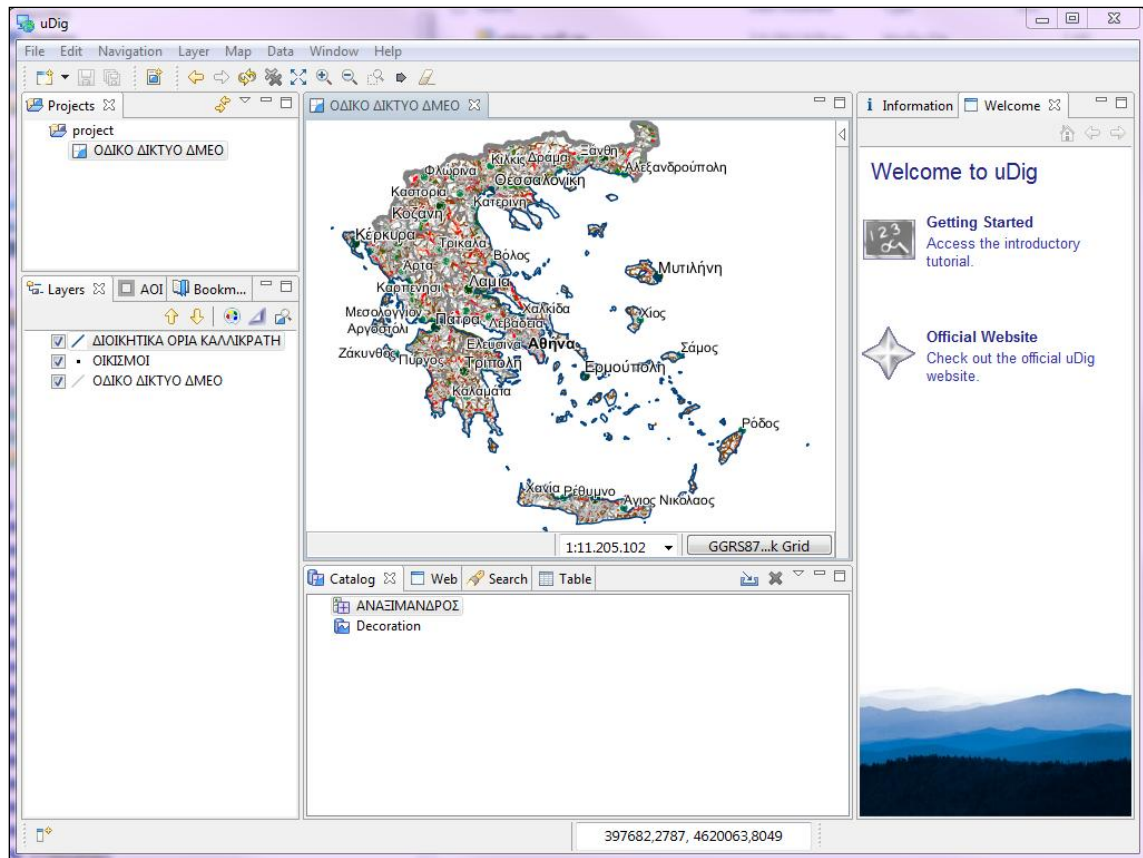 uDig
File Edit Navigation Layer Map Data Window Help
Projects
project
ΟΔΙΚΟ ΔΙΚΤΥΟ ΔΜΕΟ
Layers AOI Bookm...
ΔΙΟΙΚΗΤΙΚΑ ΟΡΙΑ ΚΑΛΛΙΚΡΑΤΗ
ΟΙΚΙΣΜΟΙ
ΟΔΙΚΟ ΔΙΚΤΥΟ ΔΜΕΟ
ΟΔΙΚΟ ΔΙΚΤΥΟ ΔΜΕΟ
Κιλκίς Δράμα Ξάνθη
Φλώρινα
Αλεξανδρούπολη
Θεσσαλονίκη
Καστοριά
Κατερίνη
Κοζάνη
Κέρκυρα
Τρίκαλα
Βόλος
Άρτα
Μυτιλήνη
Λαμία
Καρπενήσι
Χαλκίδα
Χίος
Μεσολόγγιον
Πάτρα Λεβάδεια
Αργοστόλι
Ελευσίνα Αθήνα
Σάμος
Ζάκυνθος Πύργος Τρίπολη
Ερμούπολη
Καλαμάτα
Ρόδος
Χανία Ρέθυμνο Άγιος Νικόλαος
1:11.205.102 GGRS87...k Grid
Catalog Web Search Table
ΑΝΑΞΙΜΑΝΔΡΟΣ
Decoration
Information Welcome
Welcome to uDig
123
Getting Started
Access the introductory
tutorial.
Official Website
Check out the official uDig
website.
397682,2787, 4620063,8049